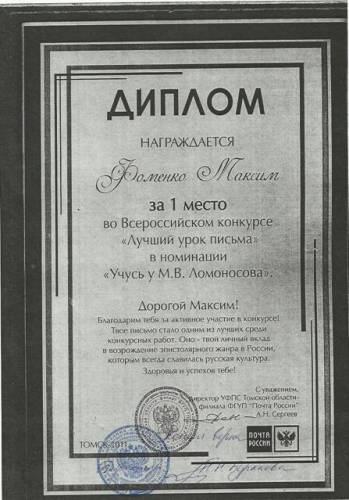 ДИПЛОМ
НАГРАЖДАЕТСЯ
Фоменко Максим
за 1 место
во Всероссийском конкурсе
«Лучший урок письма»
в номинации
«Учусь у М.В. Ломоносова».
Дорогой Максим!
Благодарим тебя за активное участие в конкурсе!
Твое письмо стало одним из лучших среди
конкурсных работ. Оно - твой личный вклад
в возрождение эпистолярного жанра в России,
которым всегда славилась русская культура.
Здоровья и успехов тебе!
С уважением,
Директор УФПС Томской области-
филиала ФГУП "Почта России"
А.Н. Сергеев
ТОМСК-2011
ПОЧТА
РОССИИ